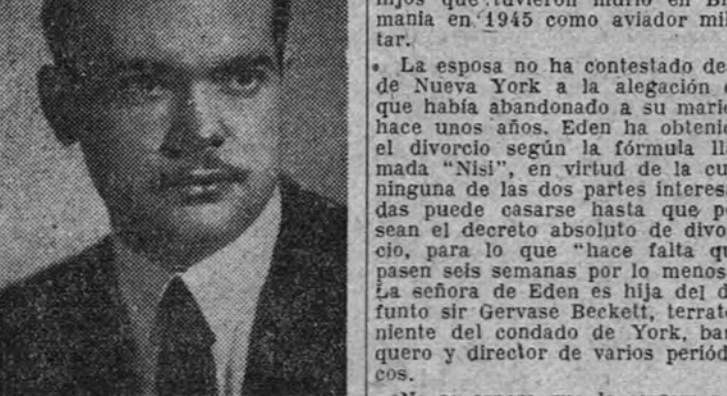 hijos que tuvieron murió en Bir
mania en 1945 como aviador mili
tar.
• La esposa no ha contestado des
de Nueva York a la alegación
que había abandonado a su mari
hace unos años. Eden ha obteni
el divorcio según la fórmula lla
mada "Nisi", en virtud de la cu
ninguna de las dos partes interes
das puede casarse hasta que p
sean el decreto absoluto de divo
cio, para lo que "hace falta qu
pasen seis semanas por lo menos
La señora de Eden es hija del d
funto sir Gervase Beckett, terrat
niente del condado de York, ban
quero y director de varios periód
cos.